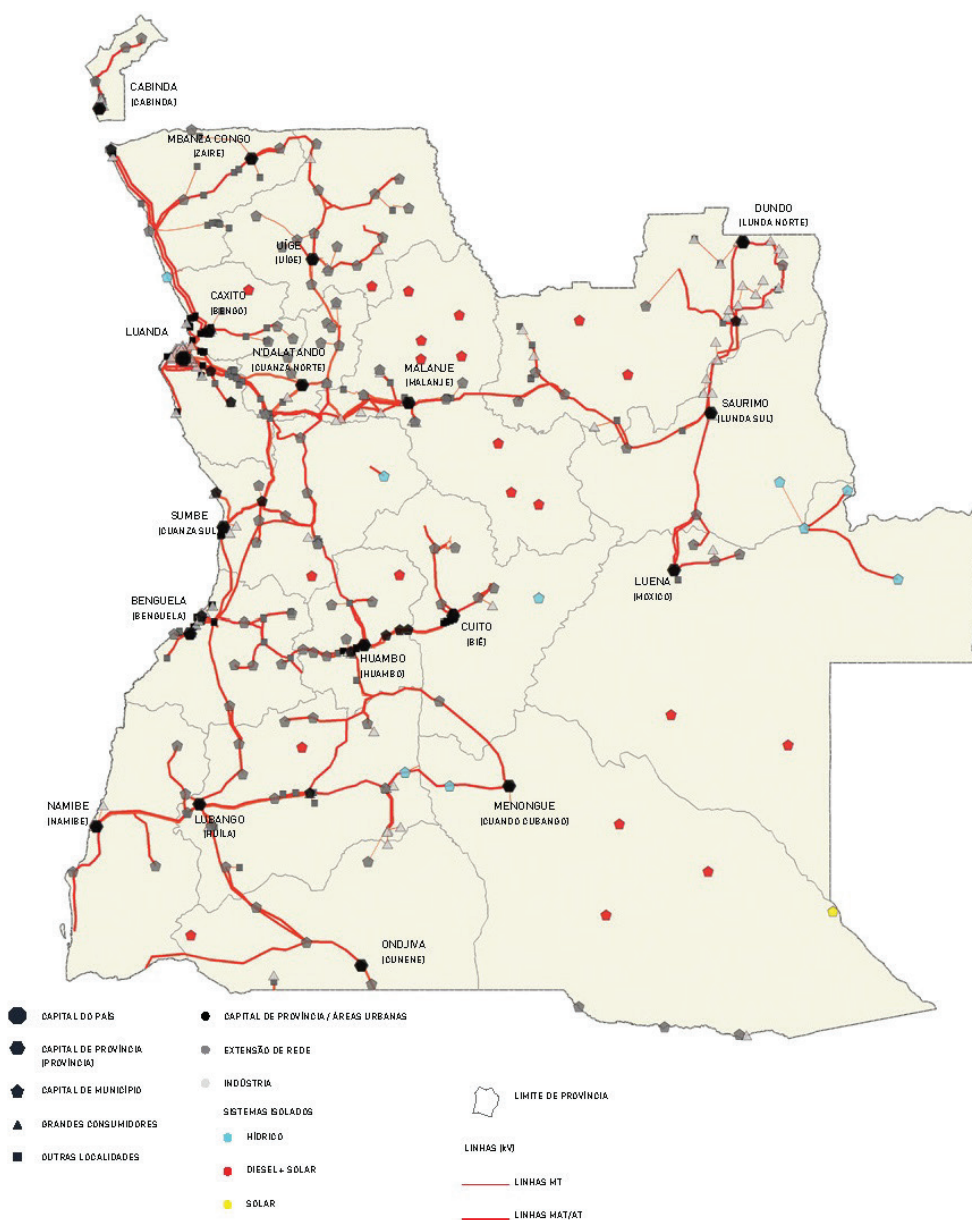 CABINDA
(CABINDA)
MBANZA CONGO
(ZAIRE)
DUNDO
(LUNDA NORTE)
UÍGE
(UÍGE)
CAXITO
(BENGO)
LUANDA
N'DALATANDO
(CUANZA NORTE)
MALANJE
(MALANJE)
SAURIMO
(LUNDA SUL)
SUMBE
(CUANZA SUL)
LUENA
(MOXICO)
BENGUELA
(BENGUELA)
CUITO
(BIÉ)
HUAMBO
(HUAMBO)
NAMIBE
(NAMIBE)
LUBANGO
(HUÍLA)
MENONGUE
(CUANDO CUBANGO)
ONDJIVA
(CUNENE)
CAPITAL DO PAÍS
CAPITAL DE PROVÍNCIA
(PROVÍNCIA)
CAPITAL DE MUNICÍPIO
GRANDES CONSUMIDORES
OUTRAS LOCALIDADES
CAPITAL DE PROVÍNCIA / ÁREAS URBANAS
EXTENSÃO DE REDE
INDÚSTRIA
SISTEMAS ISOLADOS
HÍDRICO
DIESEL + SOLAR
SOLAR
LIMITE DE PROVÍNCIA
LINHAS (kV)
LINHAS MT
LINHAS MAT/AT